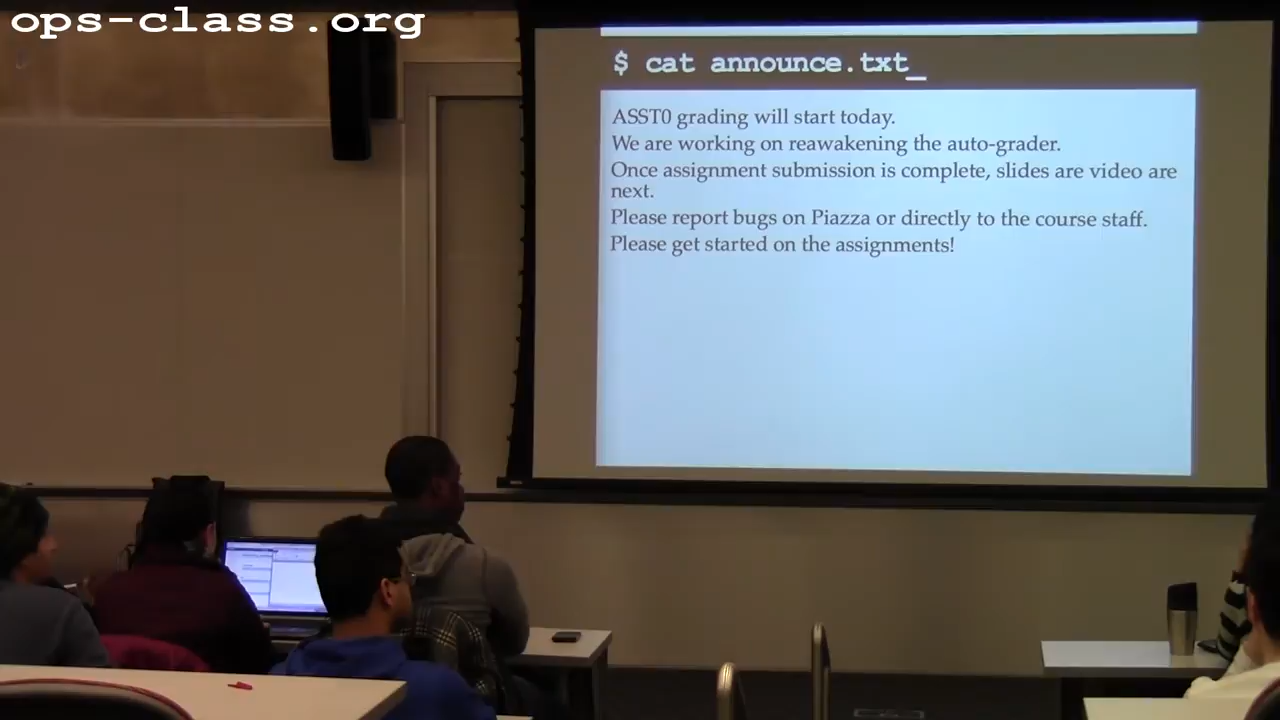 ops-class.org
$ cat announce.txt_
ASST0 grading will start today.
We are working on reawakening the auto-grader.
Once assignment submission is complete, slides are video are
next.
Please report bugs on Piazza or directly to the course staff.
Please get started on the assignments!